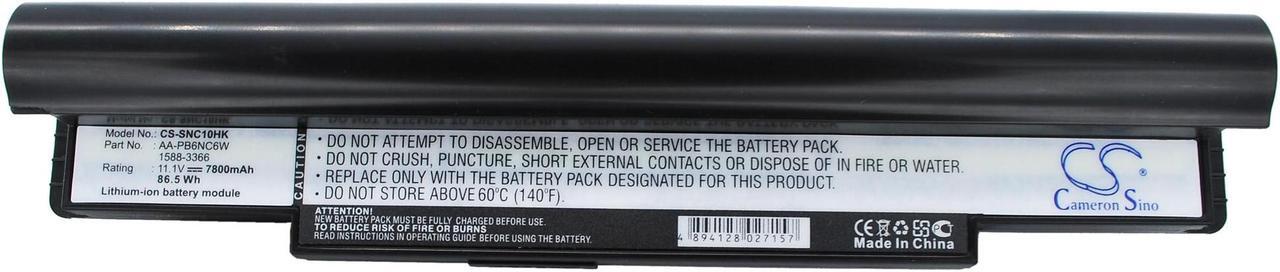 Model No.: CS-SNC10HK
Part No. AA-PB6NC6W
1588-3366
Rating : 11.1V 7800mAh
86.5 Wh
Lithium-ion battery module
CAUTION
• DO NOT ATTEMPT TO DISASSEMBLE, OPEN OR SERVICE THE BATTERY PACK.
• DO NOT CRUSH, PUNCTURE, SHORT EXTERNAL CONTACTS OR DISPOSE OF IN FIRE OR WATER.
• REPLACE ONLY WITH THE BATTERY PACK DESIGNATED FOR THIS PRODUCT.
• DO NOT STORE ABOVE 60°C (140°F).
CS
Cameron Sino
ATTENTION:
NEW BATTERY PACK MUST BE FULLY CHARGED BEFORE USE.
TO REDUCE RISK OF FIRE OR BURNS
READ INSTRUCTIONS BEFORE USING THE BATTERY.
4 894128 027157
CE FC
Made In China